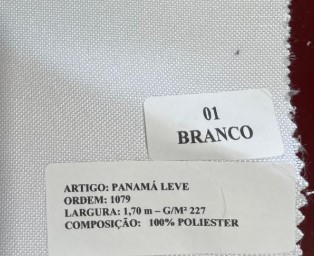 01
BRANCO
ARTIGO: PANAMÁ LEVE
ORDEM: 1079
LARGURA: 1,70 m – G/M² 227
COMPOSIÇÃO: 100% POLIESTER